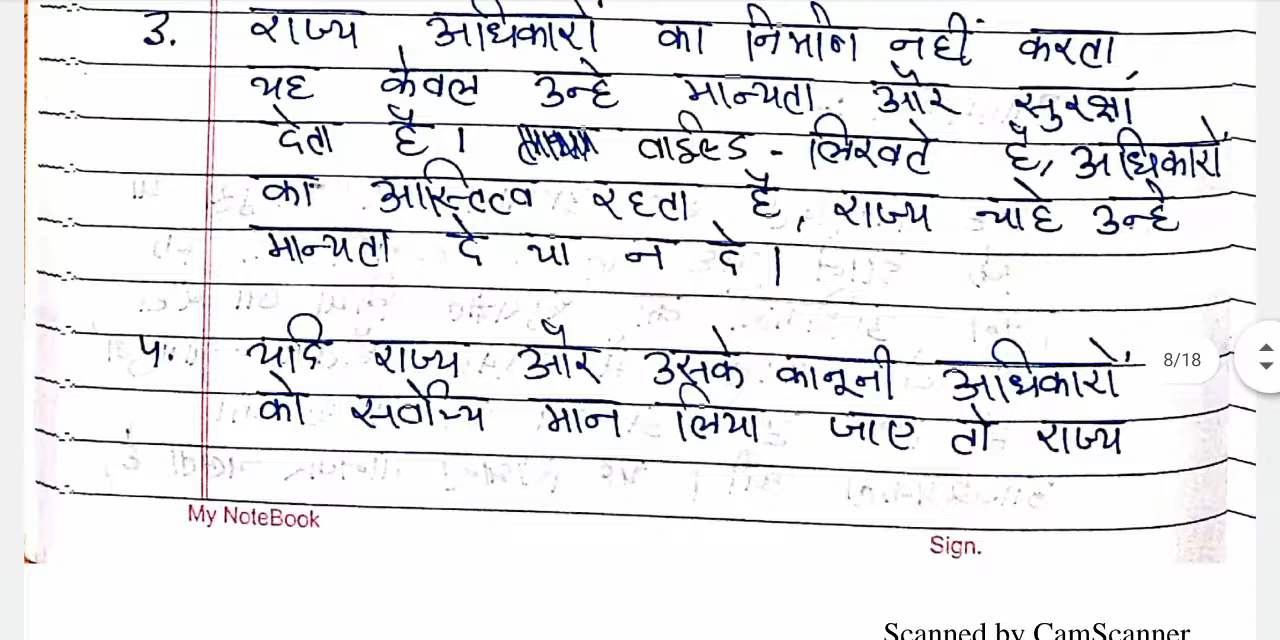 3. राज्य अधिकारों का निर्माण नहीं करता,
यह केवल उन्हे मान्यता और सुरक्षा
देता है। वाईल्ड - लिखते है, अधिकारों
का अस्तित्व रहता है, राज्य चाहे उन्हे
मान्यता दे या न दे।
8/18
4. यदि राज्य और उसके कानूनी अधिकारों
को सर्वोच्च मान लिया जाए तो राज्य
My NoteBook
Sign.
Scanned by CamScanner